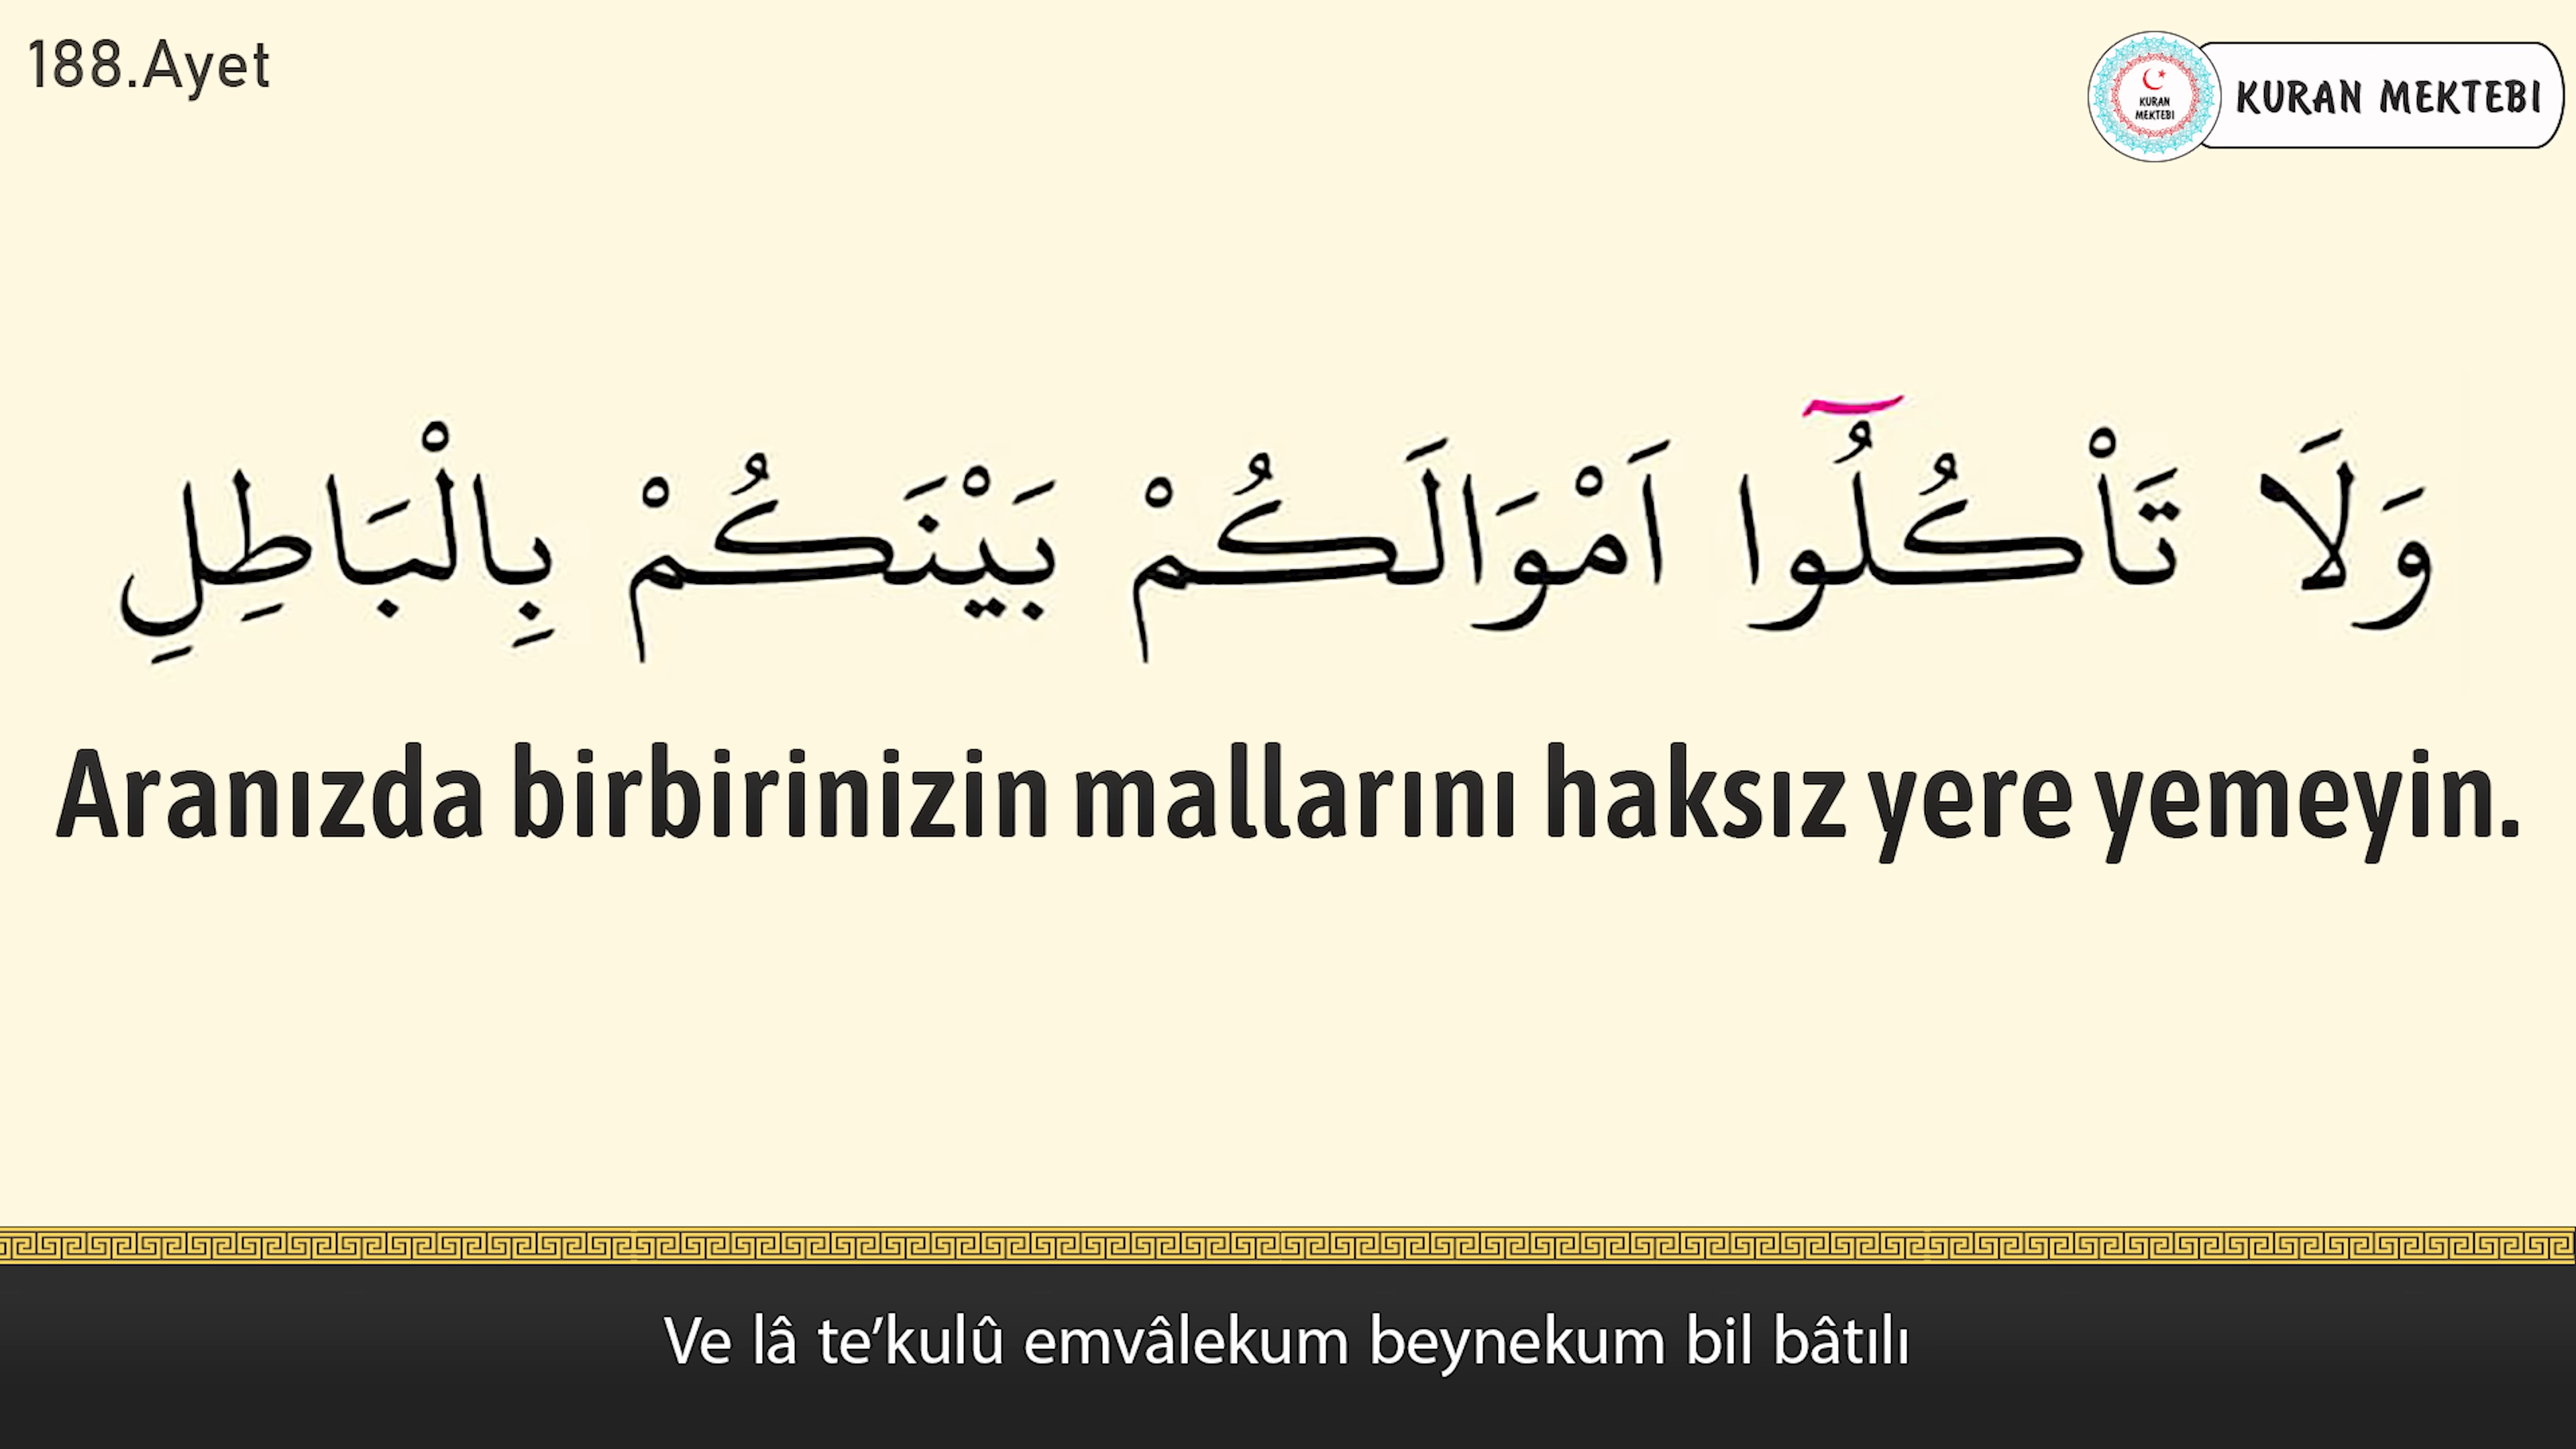 188.Ayet
KURAN
MEKTEBI
KURAN MEKTEBI
وَلَا تَاْكُلُٓوا اَمْوَالَكُمْ بَيْنَكُمْ بِالْبَاطِلِ
Aranızda birbirinizin mallarını haksız yere yemeyin.
Ve lâ te’kulû emvâlekum beynekum bil bâtılı